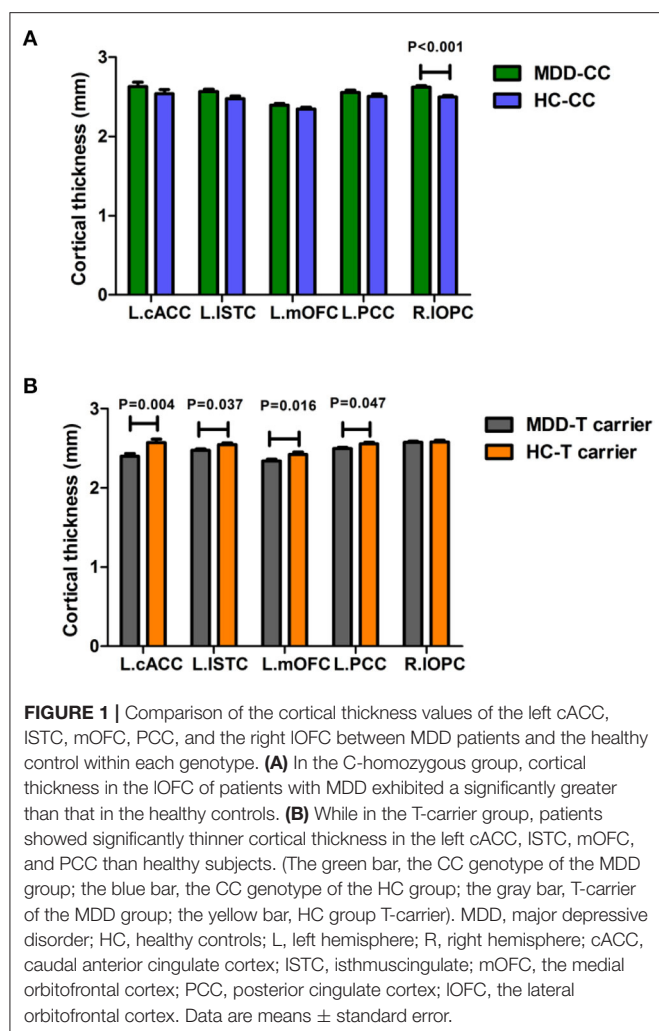 A
P<0.001
MDD-CC
HC-CC
Cortical thickness (mm)
3
2
1
0
L.cACC L.ISTC L.mOFC L.PCC R.lOPC
B
P=0.004 P=0.037 P=0.016 P=0.047
MDD-T carrier
HC-T carrier
Cortical thickness (mm)
3
2
1
0
L.cACC L.ISTC L.mOFC L.PCC R.lOPC
FIGURE 1 | Comparison of the cortical thickness values of the left cACC,
ISTC, mOFC, PCC, and the right lOFC between MDD patients and the healthy
control within each genotype. (A) In the C-homozygous group, cortical
thickness in the lOFC of patients with MDD exhibited a significantly greater
than that in the healthy controls. (B) While in the T-carrier group, patients
showed significantly thinner cortical thickness in the left cACC, ISTC, mOFC,
and PCC than healthy subjects. (The green bar, the CC genotype of the MDD
group; the blue bar, the CC genotype of the HC group; the gray bar, T-carrier
of the MDD group; the yellow bar, HC group T-carrier). MDD, major depressive
disorder; HC, healthy controls; L, left hemisphere; R, right hemisphere; cACC,
caudal anterior cingulate cortex; ISTC, isthmuscingulate; mOFC, the medial
orbitofrontal cortex; PCC, posterior cingulate cortex; lOFC, the lateral
orbitofrontal cortex. Data are means ± standard error.